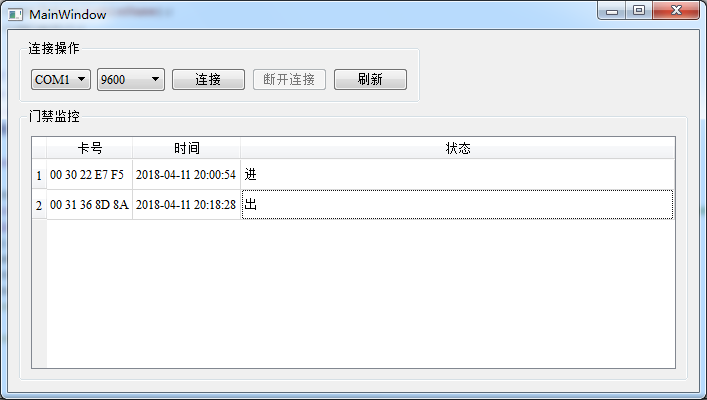 MainWindow
连接操作
COM1 9600 连接 断开连接 刷新
门禁监控
卡号 时间 状态
1 00 30 22 E7 F5 2018-04-11 20:00:54 进
2 00 31 36 8D 8A 2018-04-11 20:18:28 出